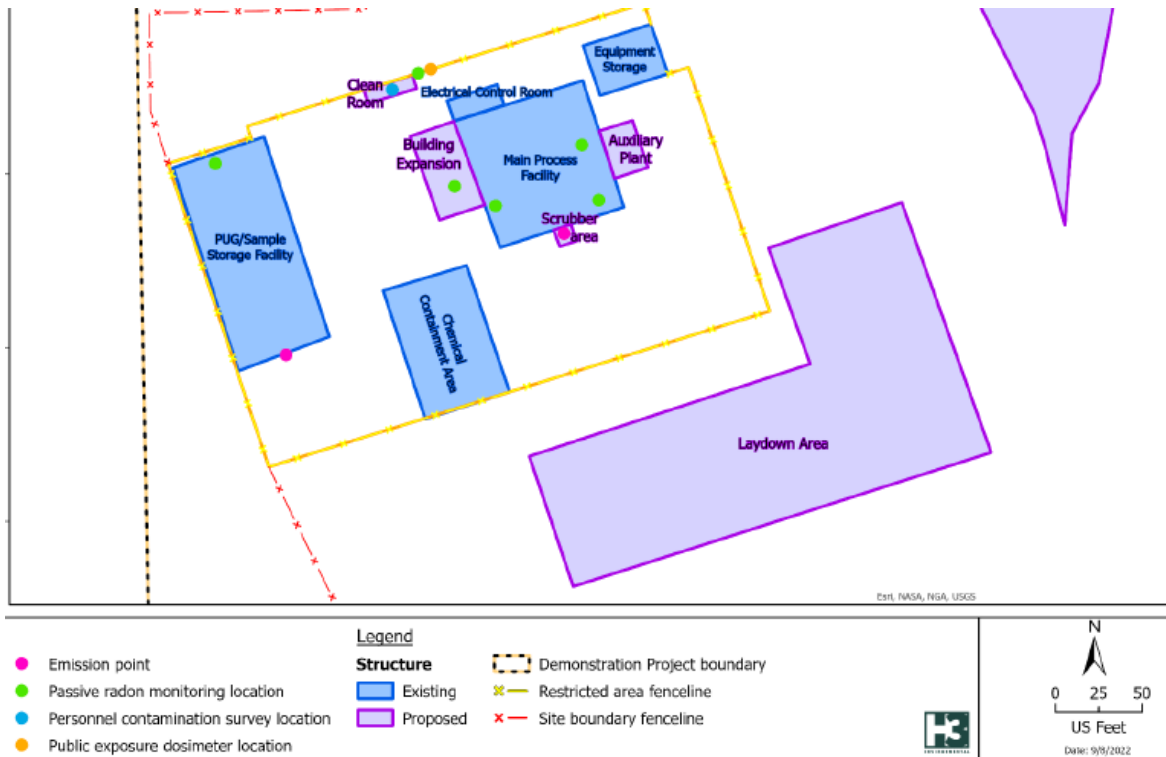 Equipment
Storage
Clean
Room
Electrical Control Room
Building
Expansion
Main Process
Facility
Auxiliary
Plant
Scrubber
area
PUG/Sample
Storage Facility
Chemical
Containment Area
Laydown Area
Esri, NASA, NGA, USGS
Legend
Emission point
Passive radon monitoring location
Personnel contamination survey location
Public exposure dosimeter location
Structure
Existing
Proposed
Demonstration Project boundary
Restricted area fenceline
Site boundary fenceline
H3
ENVIRONMENTAL
N
0 25 50
US Feet
Date: 9/8/2022